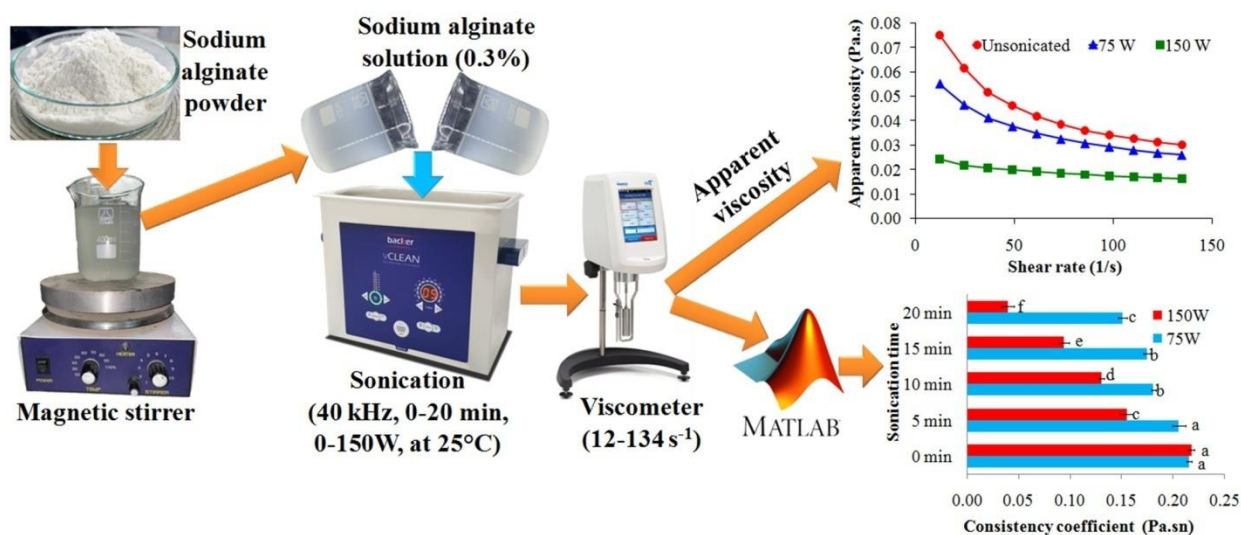 Sodium
alginate
powder
Magnetic stirrer
Sodium alginate
solution (0.3%)
backer
vCLEAN
Sonication
(40 kHz, 0-20 min,
0-150W, at 25°C)
Viscometer
(12-134 s⁻¹)
Apparent
viscosity
MATLAB
Apparent viscosity (Pa.s)
0.08
0.07
0.06
0.05
0.04
0.03
0.02
0.01
0.00
Unsonicated 75 W 150 W
0 50 100 150
Shear rate (1/s)
Sonication time
20 min f c
15 min e b
10 min d b
5 min c a
0 min a a
150W
75W
0.00 0.05 0.10 0.15 0.20 0.25
Consistency coefficient (Pa.sn)
HEATER
POWER
TEMP
STIRRER